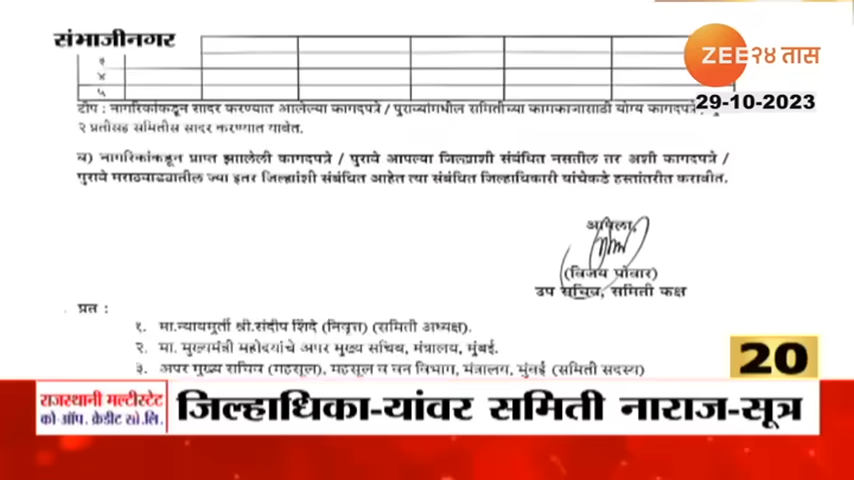 संभाजीनगर
ZEE २४ तास
29-10-2023
३
४
५
टीप : नागरिकांकडून सादर करण्यात आलेल्या कागदपत्रे / पुराव्यांमधील समितीच्या कामकाजासाठी योग्य कागदपत्रे
२ प्रतीसह समितीस सादर करण्यात यावेत.
ब) नागरिकांकडून प्राप्त झालेली कागदपत्रे / पुरावे आपल्या जिल्ह्याशी संबंधित नसतील तर अशी कागदपत्रे /
पुरावे मराठवाड्यातील ज्या इतर जिल्ह्यांशी संबंधित आहेत त्या संबंधित जिल्हाधिकारी यांचेकडे हस्तांतरीत करावीत.
आपला,
(विजय पोवार)
उप सचिव, समिती कक्ष
प्रत :
१. मा.न्यायमूर्ती श्री.संदीप शिंदे (निवृत्त) (समिती अध्यक्ष).
२. मा. मुख्यमंत्री महोदयांचे अपर मुख्य सचिव, मंत्रालय, मुंबई.
३. अपर मुख्य सचिव (महसूल), महसूल व वन विभाग, मंत्रालय, मुंबई (समिती सदस्य)
20
राजस्थानी मल्टीस्टेट
को-ऑप. क्रेडीट सो.लि.
जिल्हाधिका-यांवर समिती नाराज-सूत्र